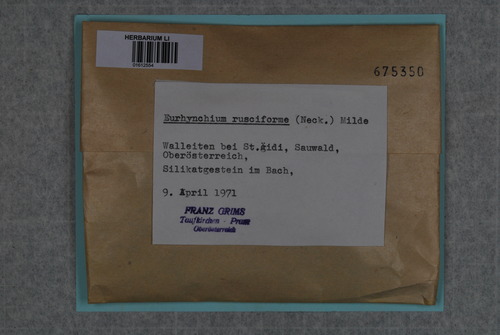 HERBARIUM LI
675350
Eurhynchium rusciforme (Neck.) Milde
Walleiten bei St.Ägidi, Sauwald,
Oberösterreich,
Silikatgestein im Bach,
9. April 1971
FRANZ GRIMS
Taufkirchen - Pram
Oberösterreich